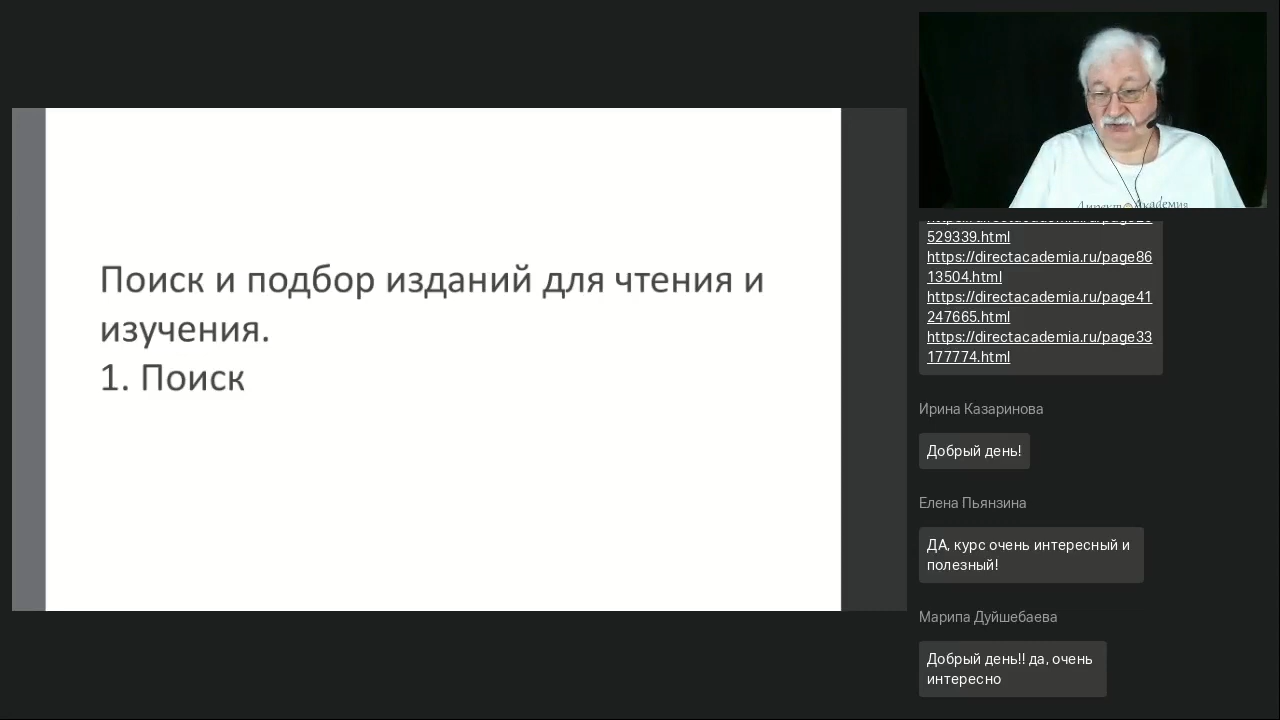 Поиск и подбор изданий для чтения и
изучения.
1. Поиск
529339.html
https://directacademia.ru/page86
13504.html
https://directacademia.ru/page41
247665.html
https://directacademia.ru/page33
177774.html
Ирина Казаринова
Добрый день!
Елена Пьянзина
ДА, курс очень интересный и
полезный!
Марипа Дуйшебаева
Добрый день!! да, очень
интересно